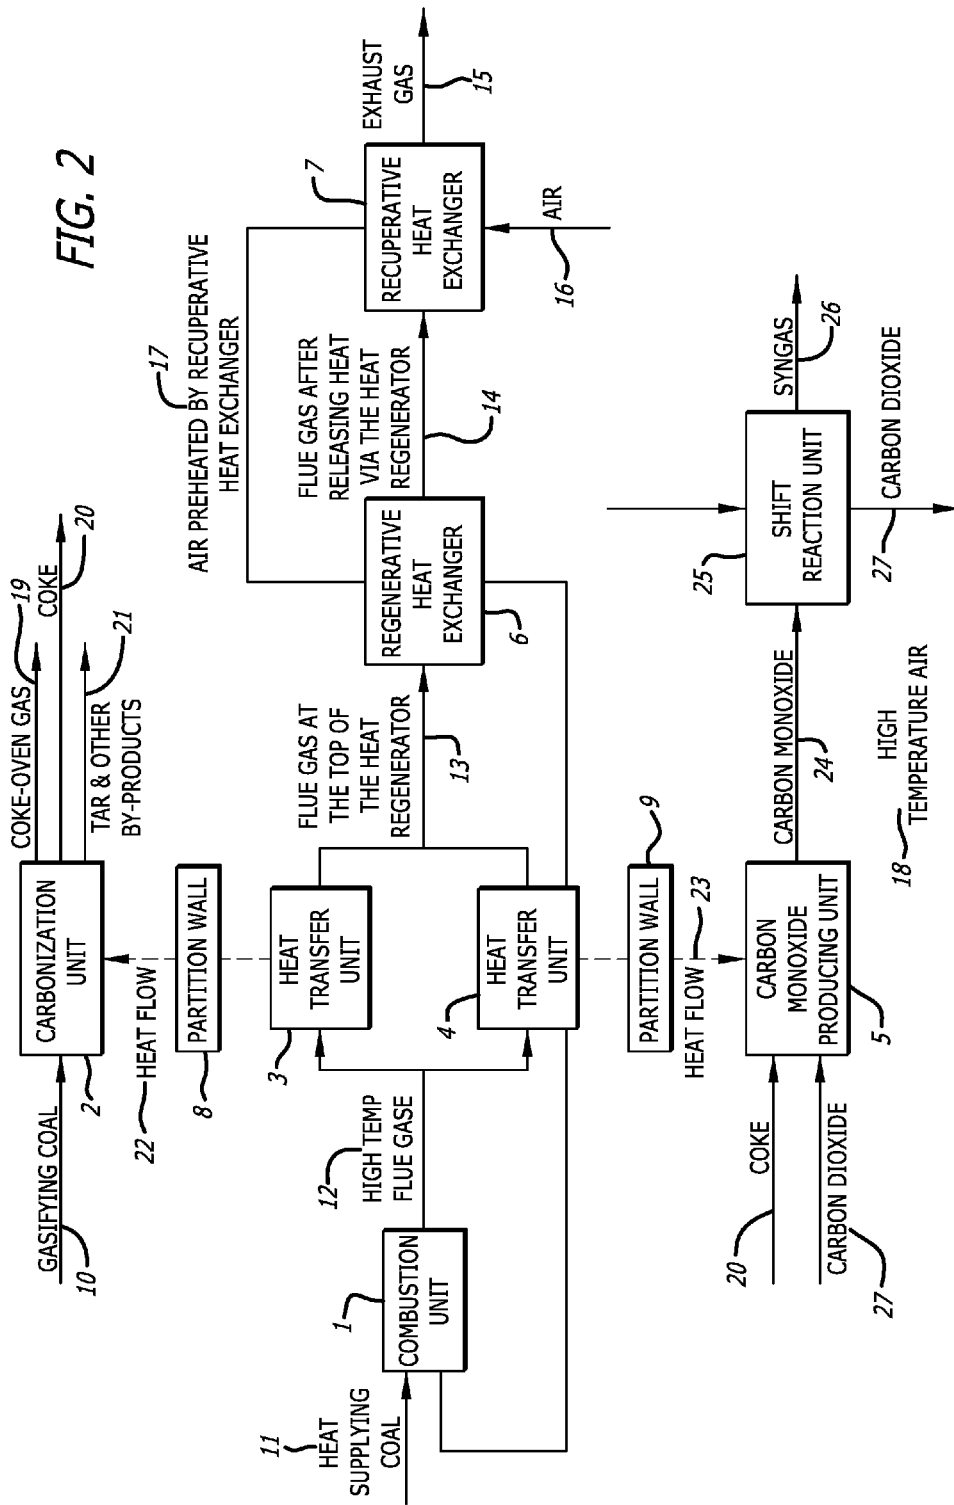 FIG. 2
GASIFYING COAL
10
CARBONIZATION
UNIT
2
COKE-OVEN GAS
19
COKE
20
TAR & OTHER
BY-PRODUCTS
21
22
HEAT FLOW
PARTITION WALL
8
AIR PREHEATED BY RECUPERATIVE
HEAT EXCHANGER
17
11
HEAT
SUPPLYING
COAL
1
COMBUSTION
UNIT
12
HIGH TEMP
FLUE GASE
3
HEAT
TRANSFER
UNIT
4
HEAT
TRANSFER
UNIT
FLUE GAS AT
THE TOP OF
THE HEAT
REGENERATOR
13
REGENERATIVE
HEAT
EXCHANGER
6
FLUE GAS AFTER
RELEASING HEAT
VIA THE HEAT
REGENERATOR
14
7
RECUPERATIVE
HEAT
EXCHANGER
EXHAUST
GAS
15
AIR
16
PARTITION WALL
9
HEAT FLOW
23
COKE
20
CARBON DIOXIDE
27
CARBON
MONOXIDE
PRODUCING UNIT
5
CARBON MONOXIDE
24
25
SHIFT
REACTION UNIT
SYNGAS
26
CARBON DIOXIDE
27
18
HIGH
TEMPERATURE AIR